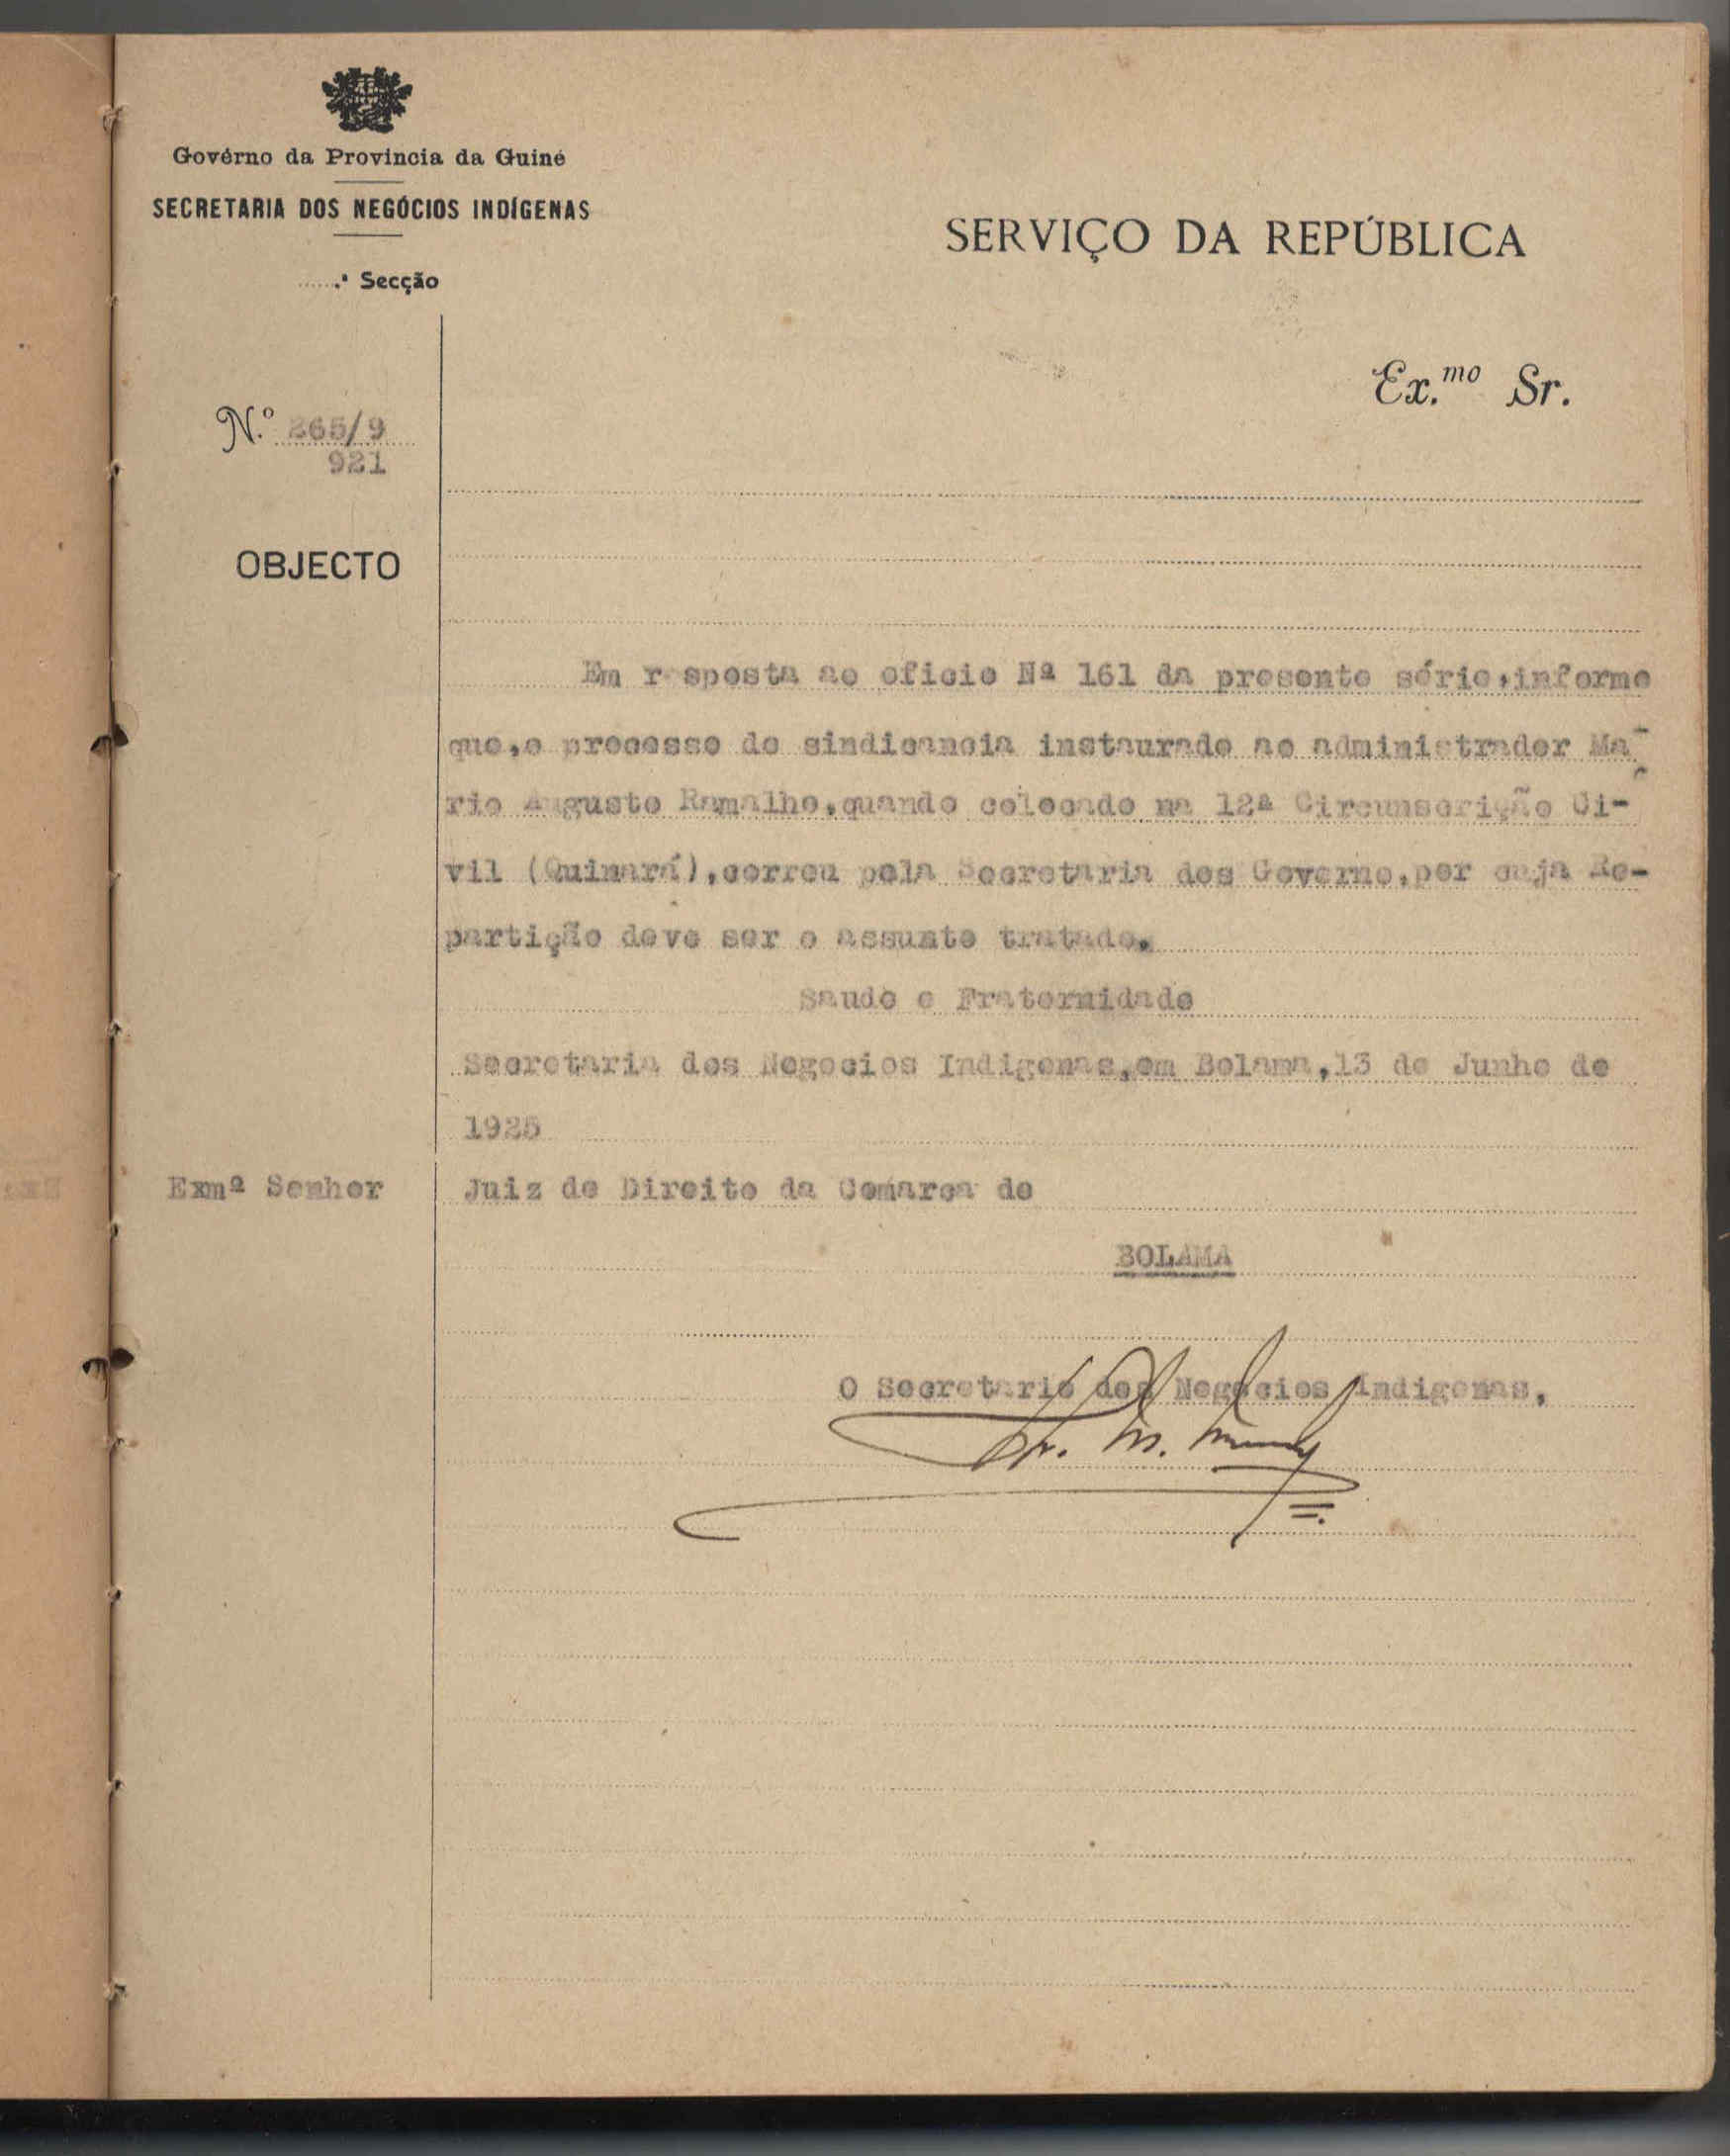 Govêrno da Provincia da Guiné
SECRETARIA DOS NEGÓCIOS INDÍGENAS
SERVIÇO DA REPÚBLICA
.ª Secção
Ex.mo Sr.
N.º 265/9
921
OBJECTO
Em r sposta ao oficio Nª 161 da presente série,informo
que,o processo de sindicancia instaurado ao administrador Ma-
rio Augusto Ramalho,quando colocado na 12ª Circunscrição Ci-
vil (Quinará),correu pela Secretaria dos Governo,por cuja Re-
partição deve ser o assunto tratado.
Saude e Fraternidade
Secretaria dos Negocios Indigenas,em Bolama,13 de Junho de
1925
Exmª Senhor Juiz de Direito da Comarca de
BOLAMA
O Secretario dos Negocios Indigenas,